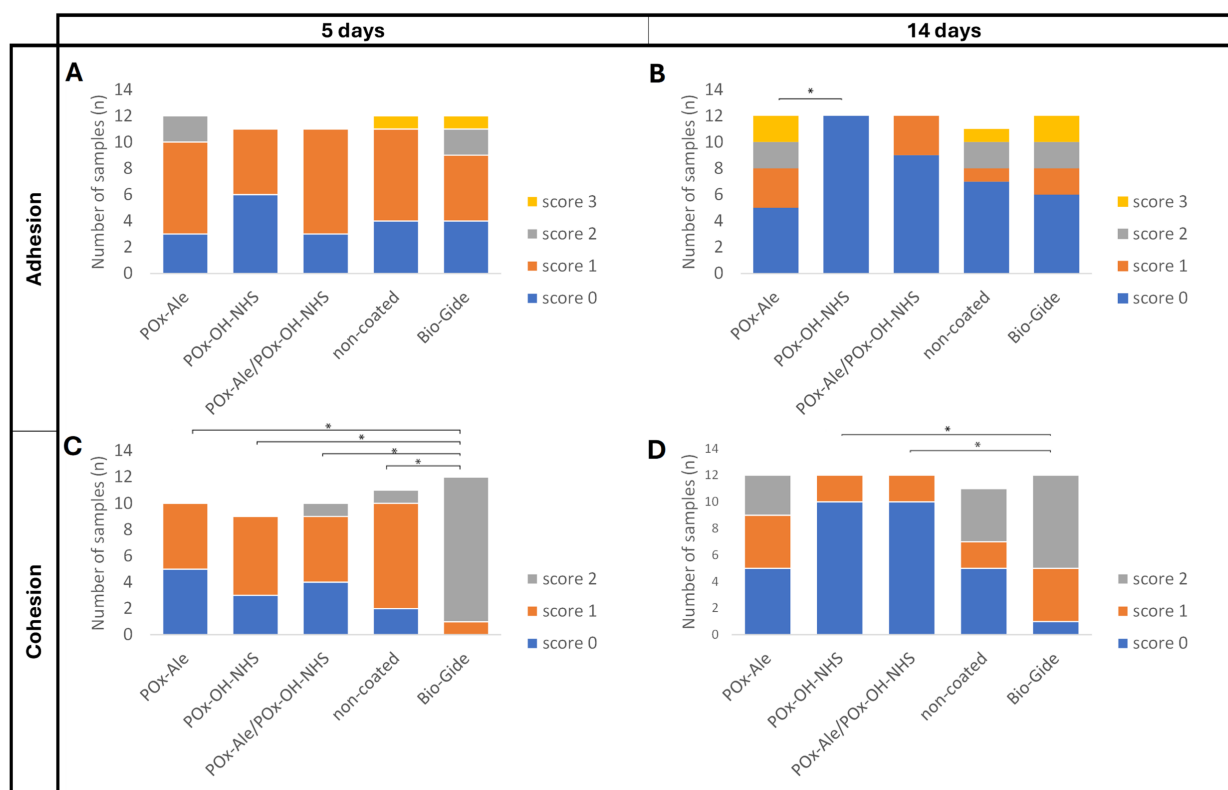 5 days
14 days
Adhesion
Cohesion
A
Number of samples (n)
14
12
10
8
6
4
2
0
POx-Ale
POx-OH-NHS
POx-Ale/POx-OH-NHS
non-coated
Bio-Gide
score 3
score 2
score 1
score 0
B
*
Number of samples (n)
14
12
10
8
6
4
2
0
POx-Ale
POx-OH-NHS
POx-Ale/POx-OH-NHS
non-coated
Bio-Gide
score 3
score 2
score 1
score 0
C
*
*
*
*
Number of samples (n)
14
12
10
8
6
4
2
0
POx-Ale
POx-OH-NHS
POx-Ale/POx-OH-NHS
non-coated
Bio-Gide
score 2
score 1
score 0
D
*
*
Number of samples (n)
14
12
10
8
6
4
2
0
POx-Ale
POx-OH-NHS
POx-Ale/POx-OH-NHS
non-coated
Bio-Gide
score 2
score 1
score 0